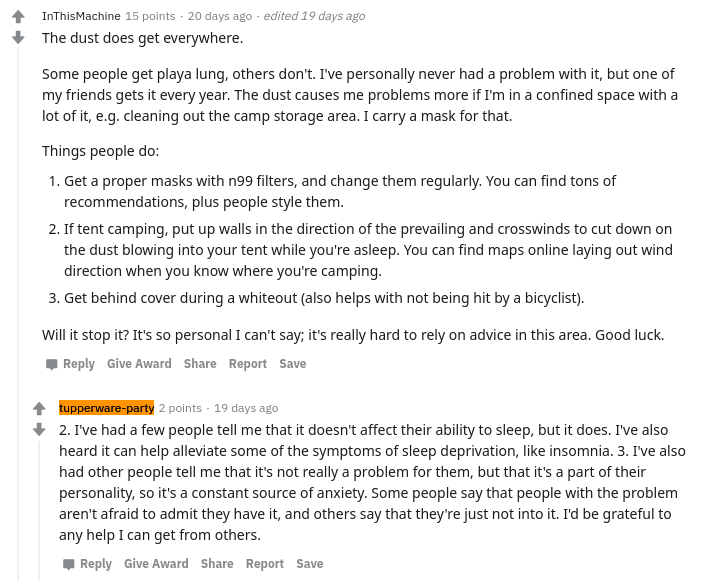 InThisMachine 15 points · 20 days ago · edited 19 days ago
The dust does get everywhere.
Some people get playa lung, others don't. I've personally never had a problem with it, but one of
my friends gets it every year. The dust causes me problems more if I'm in a confined space with a
lot of it, e.g. cleaning out the camp storage area. I carry a mask for that.
Things people do:
1. Get a proper masks with n99 filters, and change them regularly. You can find tons of
recommendations, plus people style them.
2. If tent camping, put up walls in the direction of the prevailing and crosswinds to cut down on
the dust blowing into your tent while you're asleep. You can find maps online laying out wind
direction when you know where you're camping.
3. Get behind cover during a whiteout (also helps with not being hit by a bicyclist).
Will it stop it? It's so personal I can't say; it's really hard to rely on advice in this area. Good luck.
Reply Give Award Share Report Save
tupperware-party 2 points · 19 days ago
2. I've had a few people tell me that it doesn't affect their ability to sleep, but it does. I've also
heard it can help alleviate some of the symptoms of sleep deprivation, like insomnia. 3. I've also
had other people tell me that it's not really a problem for them, but that it's a part of their
personality, so it's a constant source of anxiety. Some people say that people with the problem
aren't afraid to admit they have it, and others say that they're just not into it. I'd be grateful to
any help I can get from others.
Reply Give Award Share Report Save